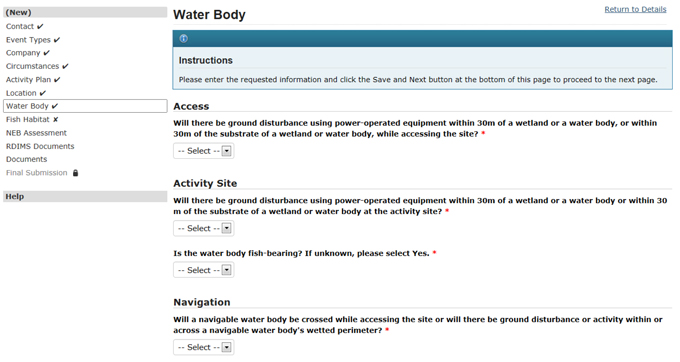 (New)
Contact ✔
Event Types ✔
Company ✔
Circumstances ✔
Activity Plan ✔
Location ✔
Water Body ✔
Fish Habitat ✘
NEB Assessment
RDIMS Documents
Documents
Final Submission
Help
Water Body
Return to Details
Instructions
Please enter the requested information and click the Save and Next button at the bottom of this page to proceed to the next page.
Access
Will there be ground disturbance using power-operated equipment within 30m of a wetland or a water body, or within
30m of the substrate of a wetland or water body, while accessing the site? *
-- Select --
Activity Site
Will there be ground disturbance using power-operated equipment within 30m of a wetland or a water body or within 30
m of the substrate of a wetland or water body at the activity site? *
-- Select --
Is the water body fish-bearing? If unknown, please select Yes. *
-- Select --
Navigation
Will a navigable water body be crossed while accessing the site or will there be ground disturbance or activity within or
across a navigable water body's wetted perimeter? *
-- Select --